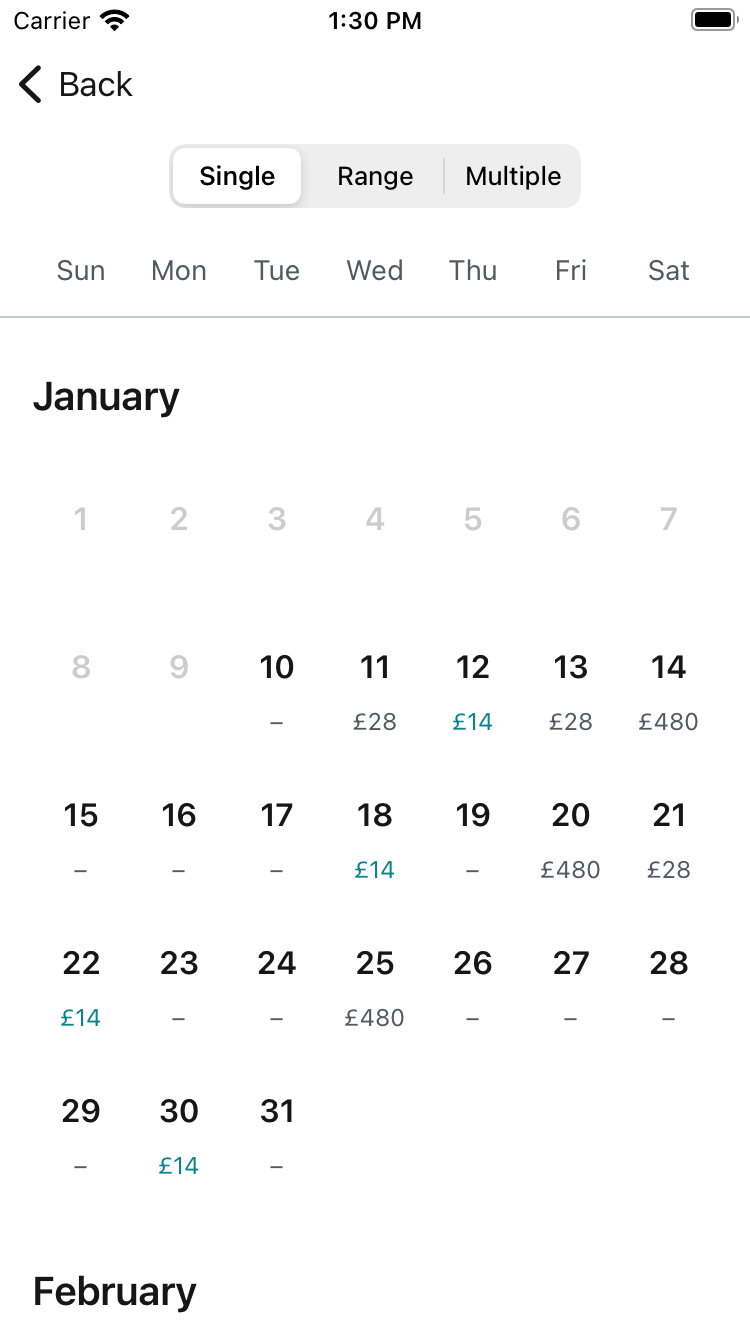 Carrier 1:30 PM
Back
Single Range Multiple
Sun Mon Tue Wed Thu Fri Sat
January
1 2 3 4 5 6 7
8 9 10 11 12 13 14
– £28 £14 £28 £480
15 16 17 18 19 20 21
– – – £14 – £480 £28
22 23 24 25 26 27 28
£14 – – £480 – – –
29 30 31
– £14 –
February